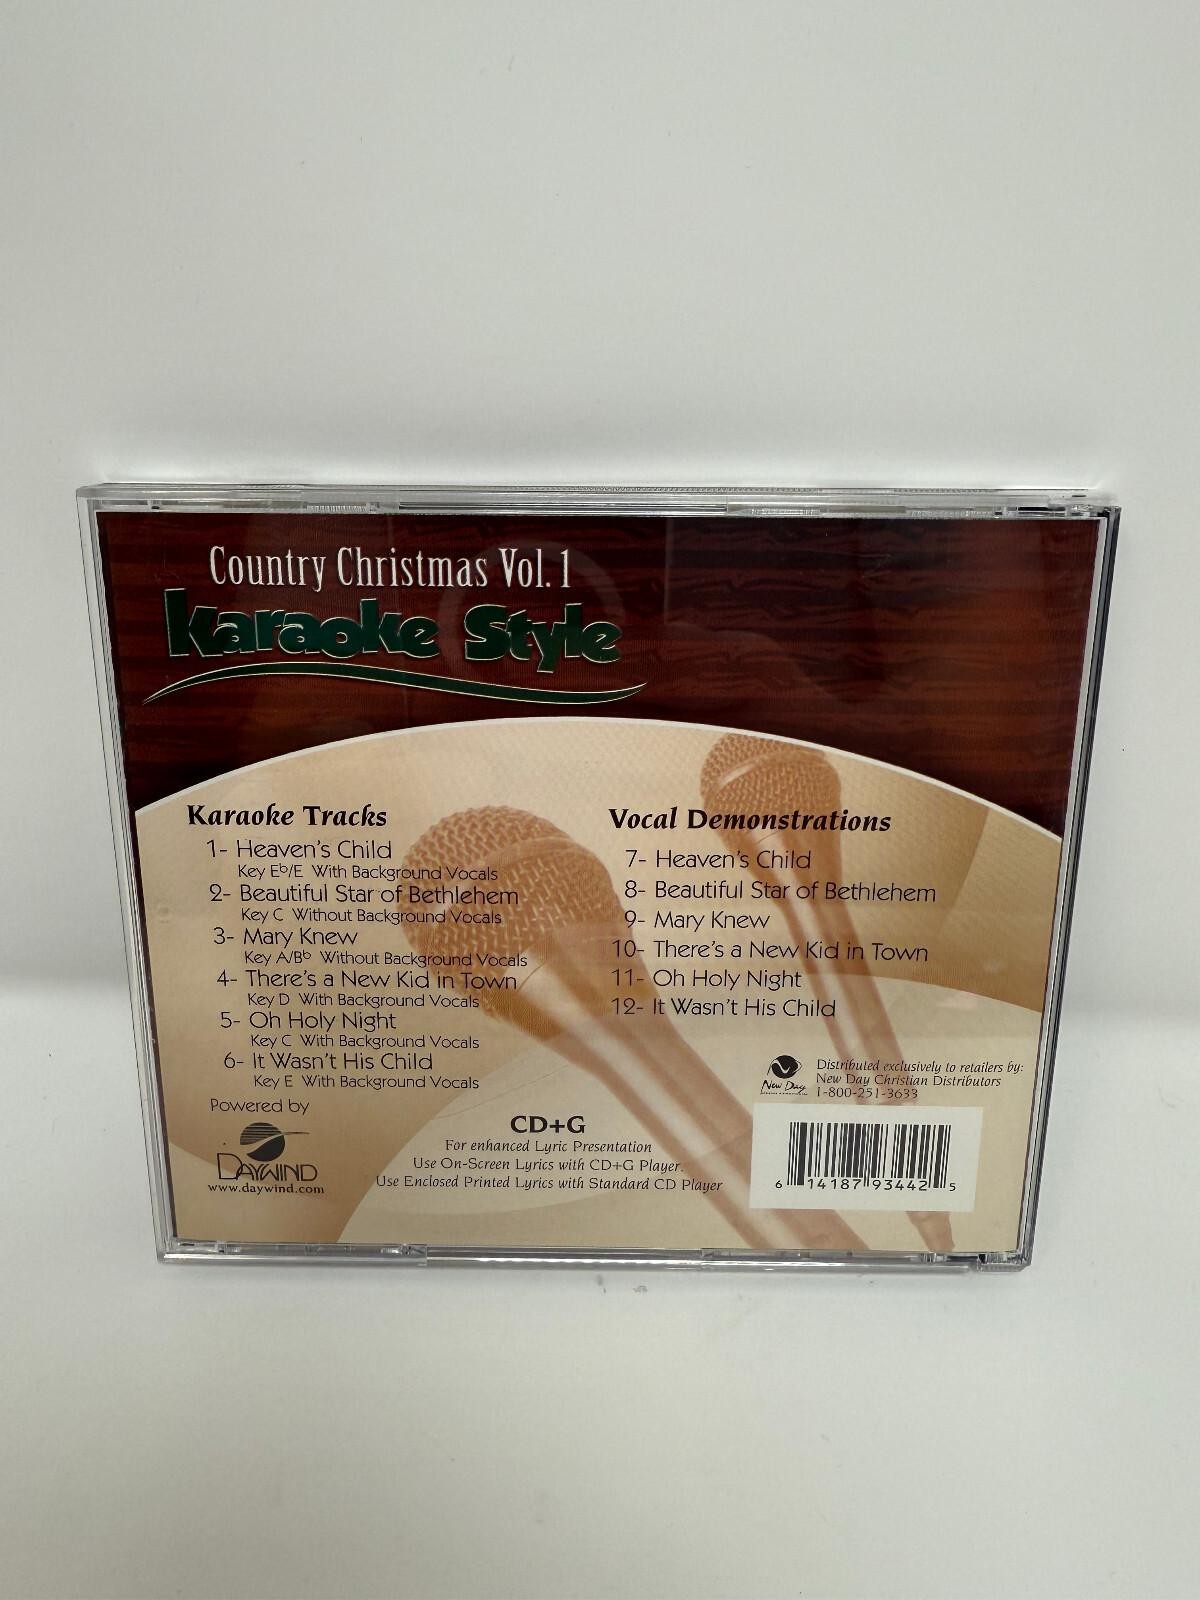 Country Christmas Vol. 1
Karaoke Style
Karaoke Tracks
1- Heaven's Child
Key E♭/E With Background Vocals
2- Beautiful Star of Bethlehem
Key C Without Background Vocals
3- Mary Knew
Key A/B♭ Without Background Vocals
4- There's a New Kid in Town
Key D With Background Vocals
5- Oh Holy Night
Key C With Background Vocals
6- It Wasn't His Child
Key E With Background Vocals
Powered by
DAYWIND
www.daywind.com
Vocal Demonstrations
7- Heaven's Child
8- Beautiful Star of Bethlehem
9- Mary Knew
10- There's a New Kid in Town
11- Oh Holy Night
12- It Wasn't His Child
CD+G
For enhanced Lyric Presentation
Use On-Screen Lyrics with CD+G Player.
Use Enclosed Printed Lyrics with Standard CD Player
New Day
Distributed exclusively to retailers by:
New Day Christian Distributors
1-800-251-3633
6 14187 93442 5